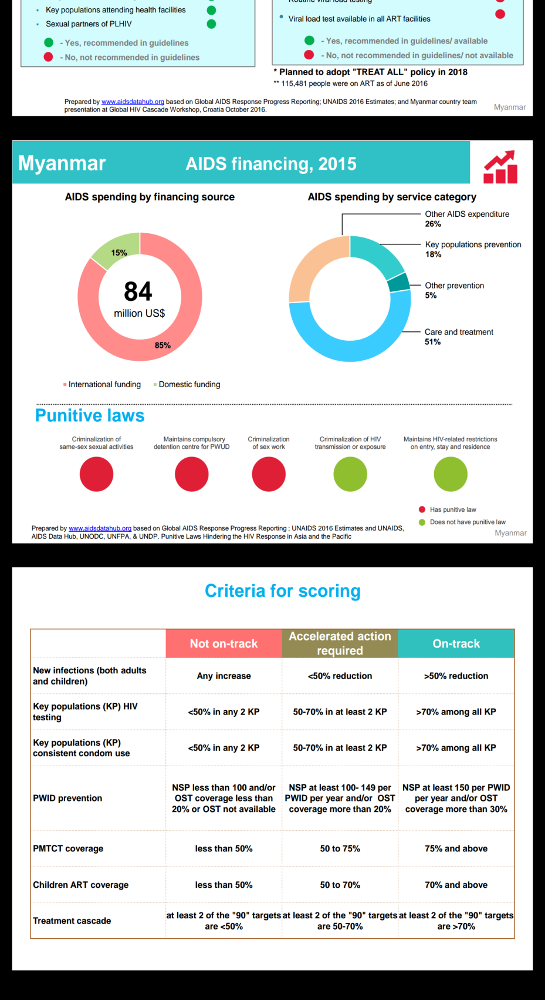 Key populations attending health facilities
Sexual partners of PLHIV
- Yes, recommended in guidelines
- No, not recommended in guidelines
Routine viral load testing
Viral load test available in all ART facilities
- Yes, recommended in guidelines/ available
- No, not recommended in guidelines/ not available
* Planned to adopt "TREAT ALL" policy in 2018
** 115,481 people were on ART as of June 2016
Prepared by www.aidsdatahub.org based on Global AIDS Response Progress Reporting; UNAIDS 2016 Estimates; and Myanmar country team
presentation at Global HIV Cascade Workshop, Croatia October 2016.
Myanmar
Myanmar
AIDS financing, 2015
AIDS spending by financing source
15%
84
million US$
85%
International funding
Domestic funding
AIDS spending by service category
Other AIDS expenditure
26%
Key populations prevention
18%
Other prevention
5%
Care and treatment
51%
Punitive laws
Criminalization of
same-sex sexual activities
Maintains compulsory
detention centre for PWUD
Criminalization
of sex work
Criminalization of HIV
transmission or exposure
Maintains HIV-related restrictions
on entry, stay and residence
Has punitive law
Does not have punitive law
Prepared by www.aidsdatahub.org based on Global AIDS Response Progress Reporting ; UNAIDS 2016 Estimates and UNAIDS,
AIDS Data Hub, UNODC, UNFPA, & UNDP. Punitive Laws Hindering the HIV Response in Asia and the Pacific
Myanmar
Criteria for scoring
Not on-track
Accelerated action
required
On-track
New infections (both adults
and children)
Any increase
<50% reduction
>50% reduction
Key populations (KP) HIV
testing
<50% in any 2 KP
50-70% in at least 2 KP
>70% among all KP
Key populations (KP)
consistent condom use
<50% in any 2 KP
50-70% in at least 2 KP
>70% among all KP
PWID prevention
NSP less than 100 and/or
OST coverage less than
20% or OST not available
NSP at least 100- 149 per
PWID per year and/or OST
coverage more than 20%
NSP at least 150 per PWID
per year and/or OST
coverage more than 30%
PMTCT coverage
less than 50%
50 to 75%
75% and above
Children ART coverage
less than 50%
50 to 70%
70% and above
Treatment cascade
at least 2 of the "90" targets
are <50%
at least 2 of the "90" targets
are 50-70%
at least 2 of the "90" targets
are >70%